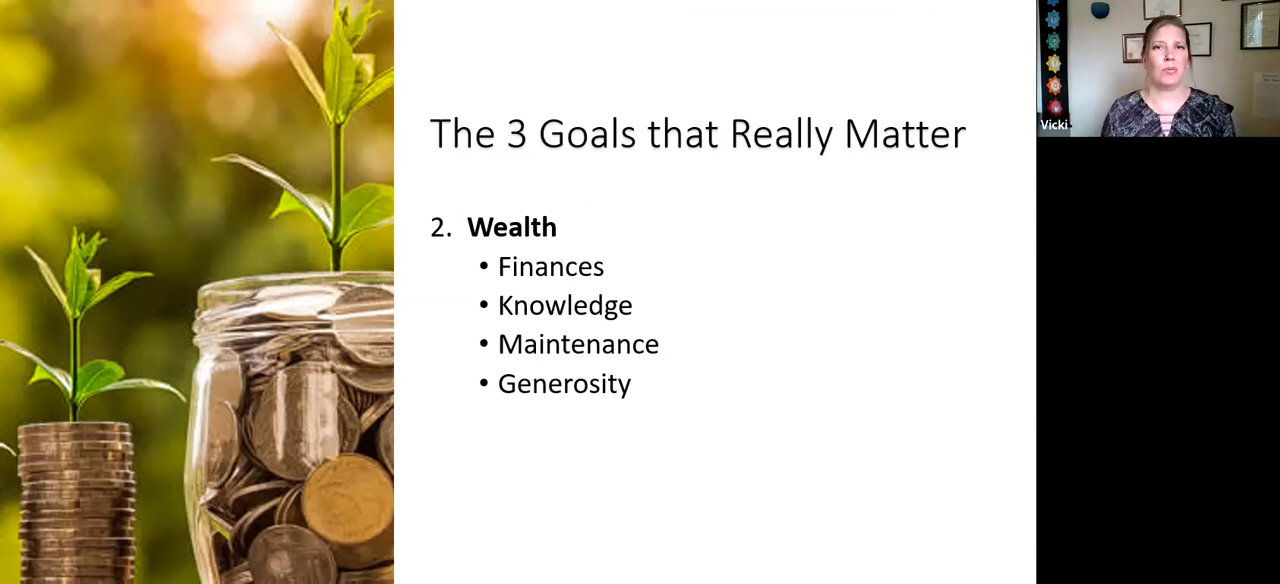 The 3 Goals that Really Matter
2. Wealth
• Finances
• Knowledge
• Maintenance
• Generosity
Vicki